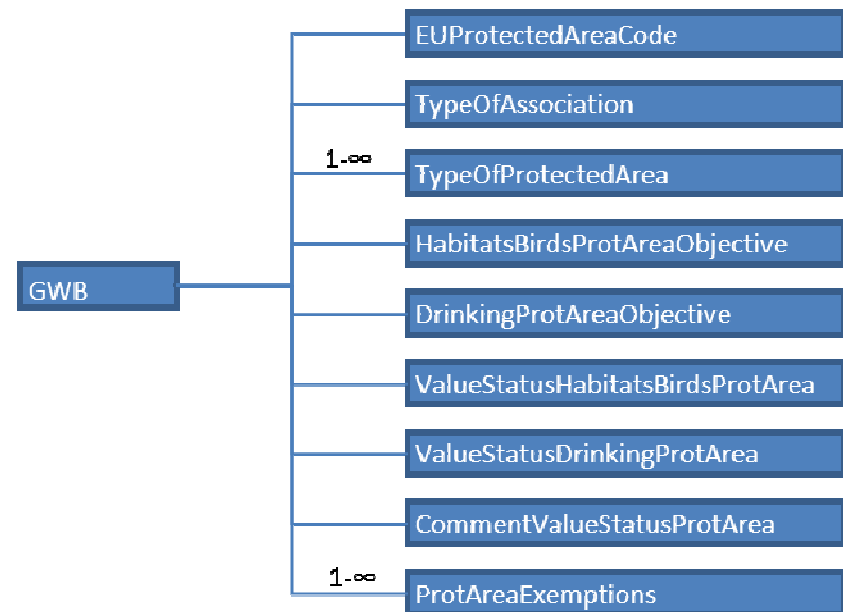 EUProtectedAreaCode
TypeOfAssociation
1-∞
TypeOfProtectedArea
HabitatsBirdsProtAreaObjective
GWB
DrinkingProtAreaObjective
ValueStatusHabitatsBirdsProtArea
ValueStatusDrinkingProtArea
CommentValueStatusProtArea
1-∞
ProtAreaExemptions